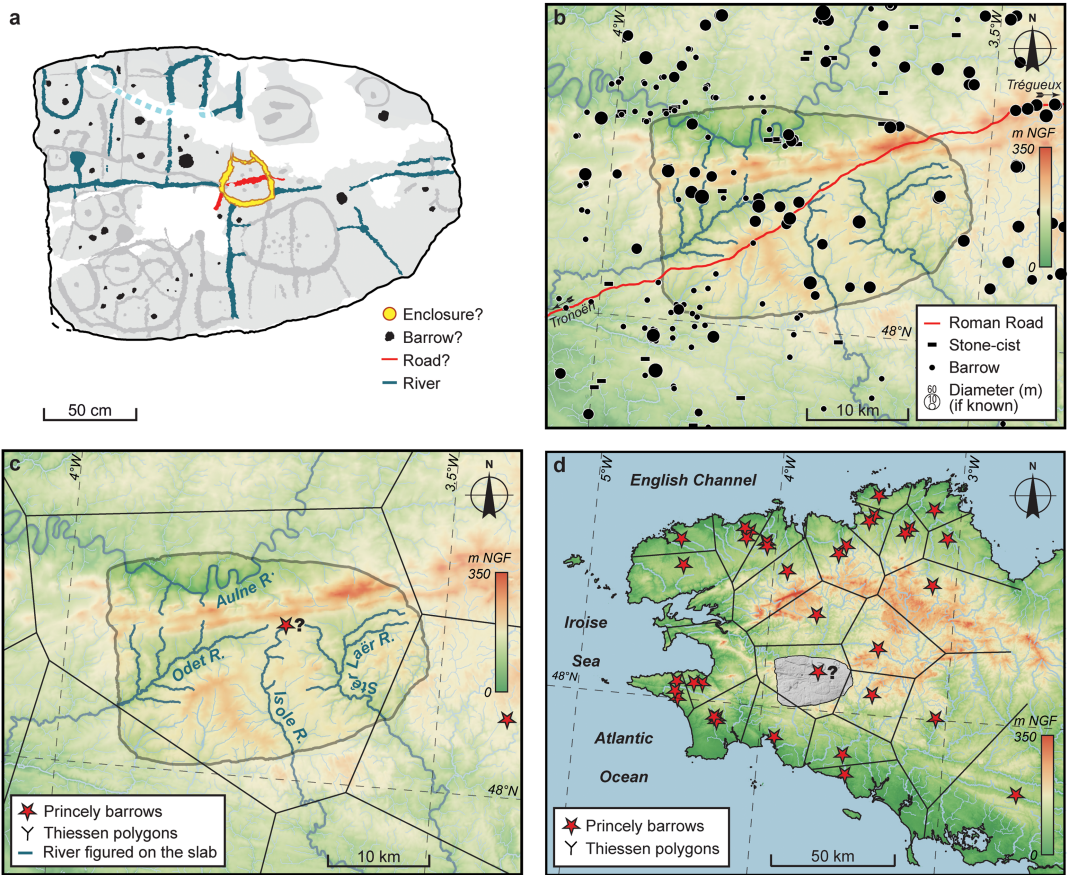 a
Enclosure?
Barrow?
Road?
River
50 cm
b
4°W
3.5°W
N
Trégueux
m NGF
350
0
Tronoën
48°N
Roman Road
Stone-cist
Barrow
60
10
Diameter (m)
(if known)
10 km
c
4°W
3.5°W
N
m NGF
350
0
Aulne R.
?
Odet R.
Isole R.
Ster Laër R.
48°N
Princely barrows
Thiessen polygons
River figured on the slab
10 km
d
5°W
4°W
3°W
English Channel
N
Iroise
Sea
48°N
?
Atlantic
Ocean
m NGF
350
0
Princely barrows
Thiessen polygons
50 km